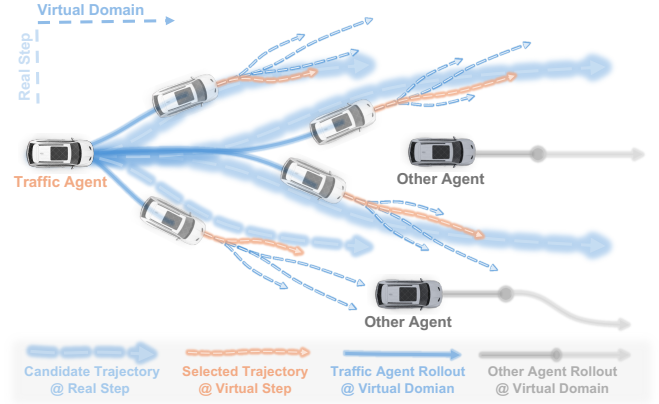 Virtual Domain
Real Step
Traffic Agent
Other Agent
Other Agent
Candidate Trajectory
@ Real Step
Selected Trajectory
@ Virtual Step
Traffic Agent Rollout
@ Virtual Domian
Other Agent Rollout
@ Virtual Domain